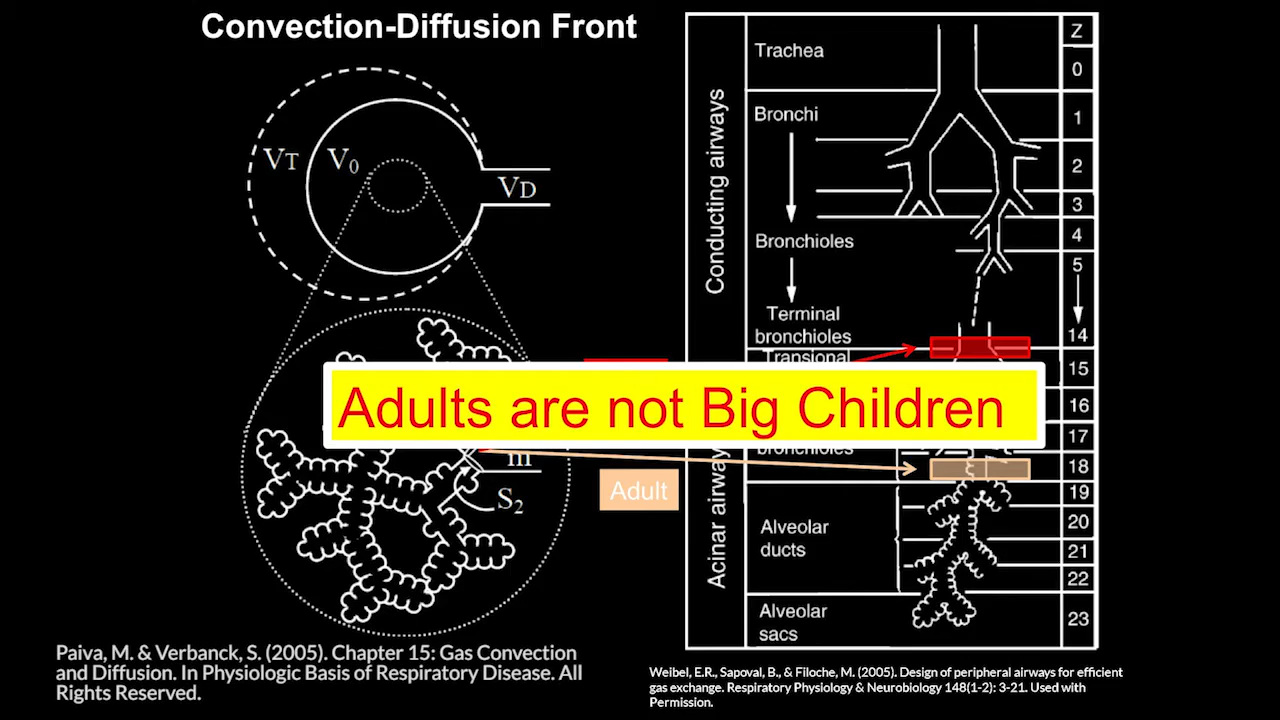 Convection-Diffusion Front
VT
V0
VD
m
S2
Adults are not Big Children
Adult
Conducting airways
Acinar airway
Trachea
Bronchi
Bronchioles
Terminal
bronchioles
Transional
bronchioles
Alveolar
ducts
Alveolar
sacs
Z
0
1
2
3
4
5
14
15
16
17
18
19
20
21
22
23
Paiva, M. & Verbanck, S. (2005). Chapter 15: Gas Convection
and Diffusion. In Physiologic Basis of Respiratory Disease. All
Rights Reserved.
Weibel, E.R., Sapoval, B., & Filoche, M. (2005). Design of peripheral airways for efficient
gas exchange. Respiratory Physiology & Neurobiology 148(1-2): 3-21. Used with
Permission.